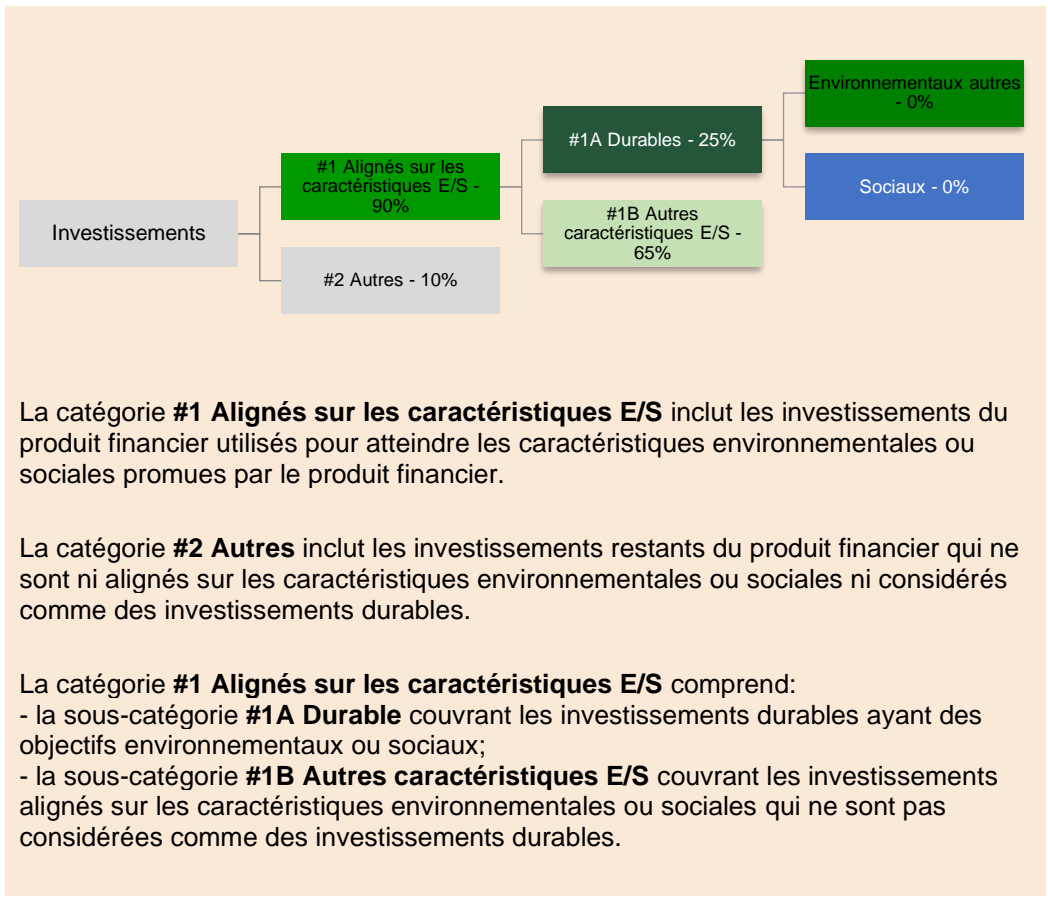 Investissements
#1 Alignés sur les
caractéristiques E/S -
90%
#2 Autres - 10%
#1A Durables - 25%
#1B Autres
caractéristiques E/S -
65%
Environnementaux autres
- 0%
Sociaux - 0%
La catégorie #1 Alignés sur les caractéristiques E/S inclut les investissements du
produit financier utilisés pour atteindre les caractéristiques environnementales ou
sociales promues par le produit financier.
La catégorie #2 Autres inclut les investissements restants du produit financier qui ne
sont ni alignés sur les caractéristiques environnementales ou sociales ni considérés
comme des investissements durables.
La catégorie #1 Alignés sur les caractéristiques E/S comprend:
- la sous-catégorie #1A Durable couvrant les investissements durables ayant des
objectifs environnementaux ou sociaux;
- la sous-catégorie #1B Autres caractéristiques E/S couvrant les investissements
alignés sur les caractéristiques environnementales ou sociales qui ne sont pas
considérées comme des investissements durables.